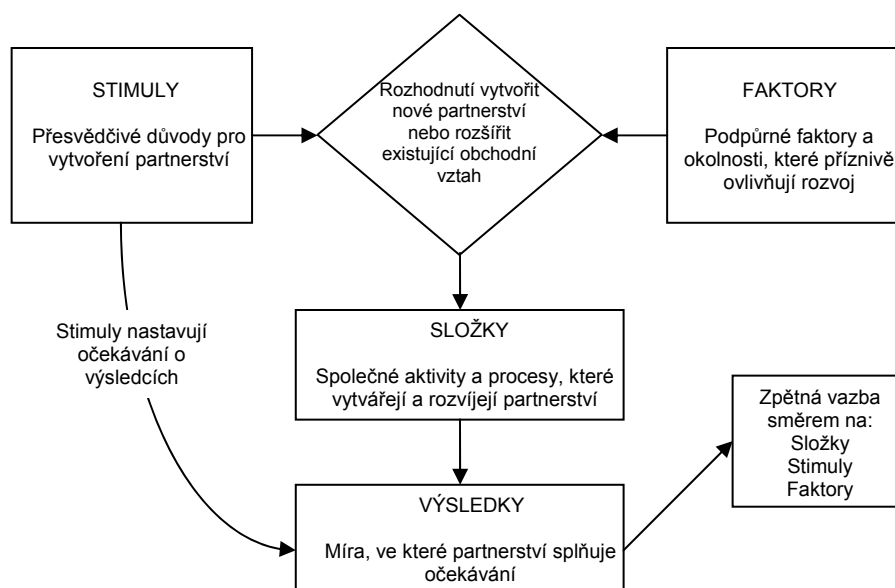 STIMULY
Přesvědčivé důvody pro
vytvoření partnerství
Rozhodnutí vytvořit
nové partnerství
nebo rozšířit
existující obchodní
vztah
FAKTORY
Podpůrné faktory a
okolnosti, které příznivě
ovlivňují rozvoj
Stimuly nastavují
očekávání o
výsledcích
SLOŽKY
Společné aktivity a procesy, které
vytvářejí a rozvíjejí partnerství
Zpětná vazba
směrem na:
Složky
Stimuly
Faktory
VÝSLEDKY
Míra, ve které partnerství splňuje
očekávání